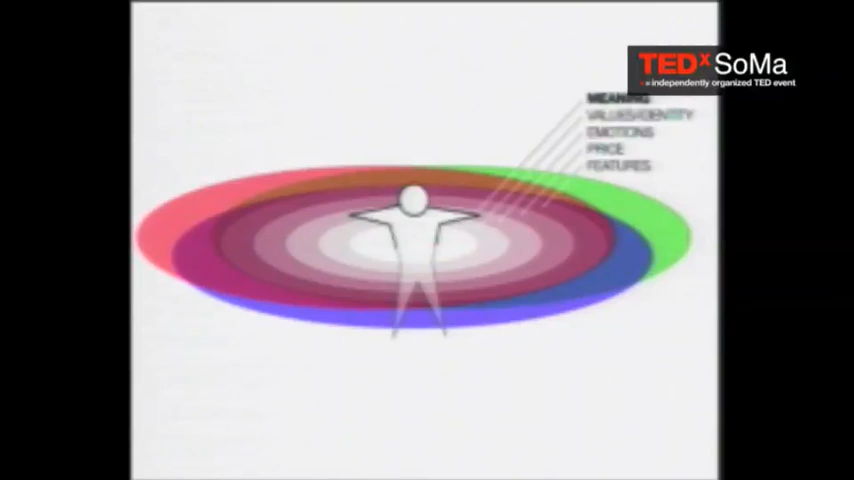 TEDxSoMa
x = independently organized TED event
MEANING
VALUES/IDENTITY
EMOTIONS
PRICE
FEATURES